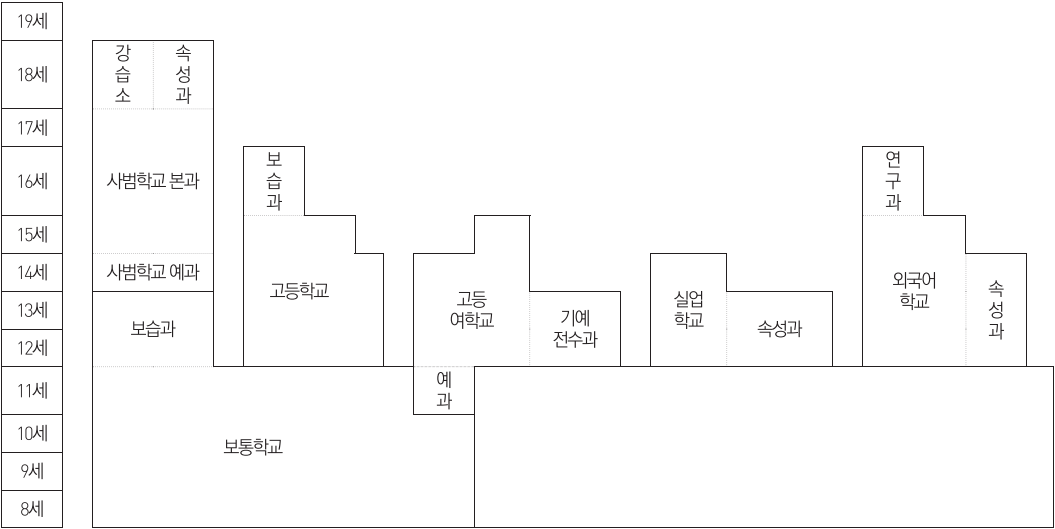 19세
18세
17세
16세
15세
14세
13세
12세
11세
10세
9세
8세
강습소
속성과
사범학교 본과
사범학교 예과
보습과
보습과
고등학교
고등
여학교
기예
전수과
예과
실업
학교
속성과
연구과
외국어
학교
속성과
보통학교